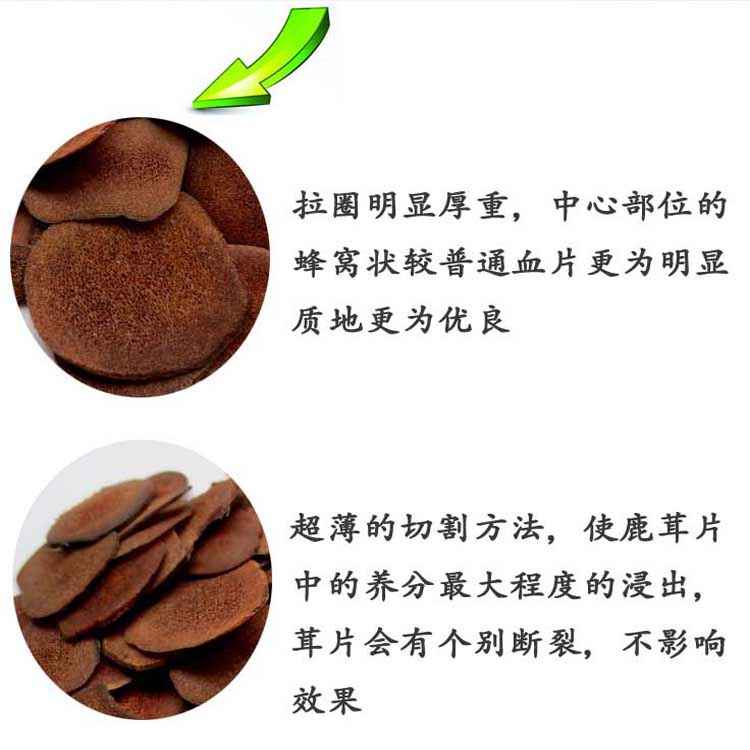 拉圈明显厚重，中心部位的
蜂窝状较普通血片更为明显
质地更为优良
超薄的切割方法，使鹿茸片
中的养分最大程度的浸出，
茸片会有个别断裂，不影响
效果